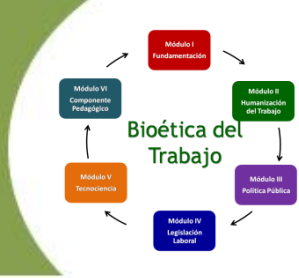 Módulo I
Fundamentación
Módulo II
Humanización
del Trabajo
Módulo III
Política Pública
Módulo IV
Legislación
Laboral
Módulo V
Tecnociencia
Módulo VI
Componente
Pedagógico
Bioética del
Trabajo